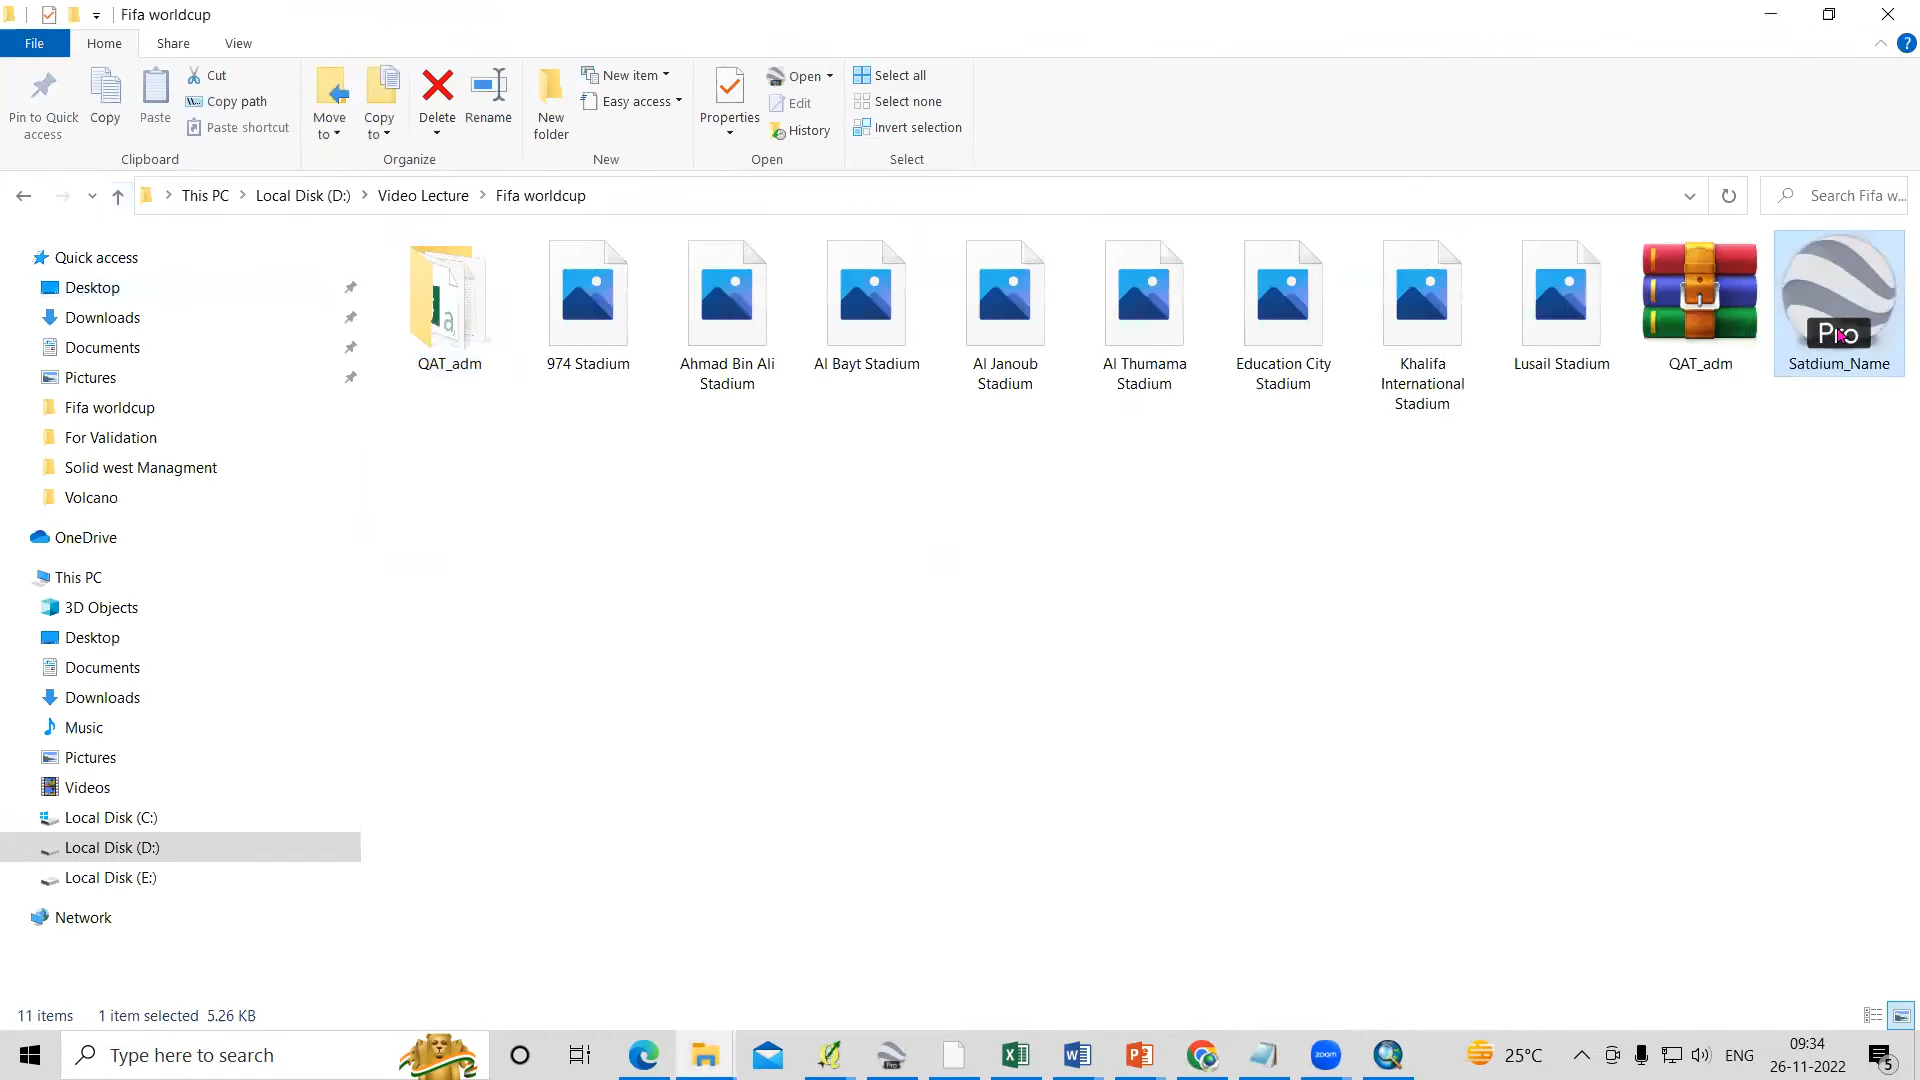 Fifa worldcup
File
Home
Share
View
Pin to Quick
access
Copy
Paste
Cut
Copy path
Paste shortcut
Clipboard
Move
to
Copy
to
Delete
Rename
Organize
New
folder
New item
Easy access
New
Properties
Open
Edit
History
Open
Select all
Select none
Invert selection
Select
This PC
Local Disk (D:)
Video Lecture
Fifa worldcup
Search Fifa w...
Quick access
Desktop
Downloads
Documents
Pictures
Fifa worldcup
For Validation
Solid west Managment
Volcano
OneDrive
This PC
3D Objects
Desktop
Documents
Downloads
Music
Pictures
Videos
Local Disk (C:)
Local Disk (D:)
Local Disk (E:)
Network
QAT_adm
974 Stadium
Ahmad Bin Ali
Stadium
Al Bayt Stadium
Al Janoub
Stadium
Al Thumama
Stadium
Education City
Stadium
Khalifa
International
Stadium
Lusail Stadium
QAT_adm
Pro
Satdium_Name
11 items
1 item selected 5.26 KB
Type here to search
Pro
zoom
25°C
ENG
09:34
26-11-2022
5